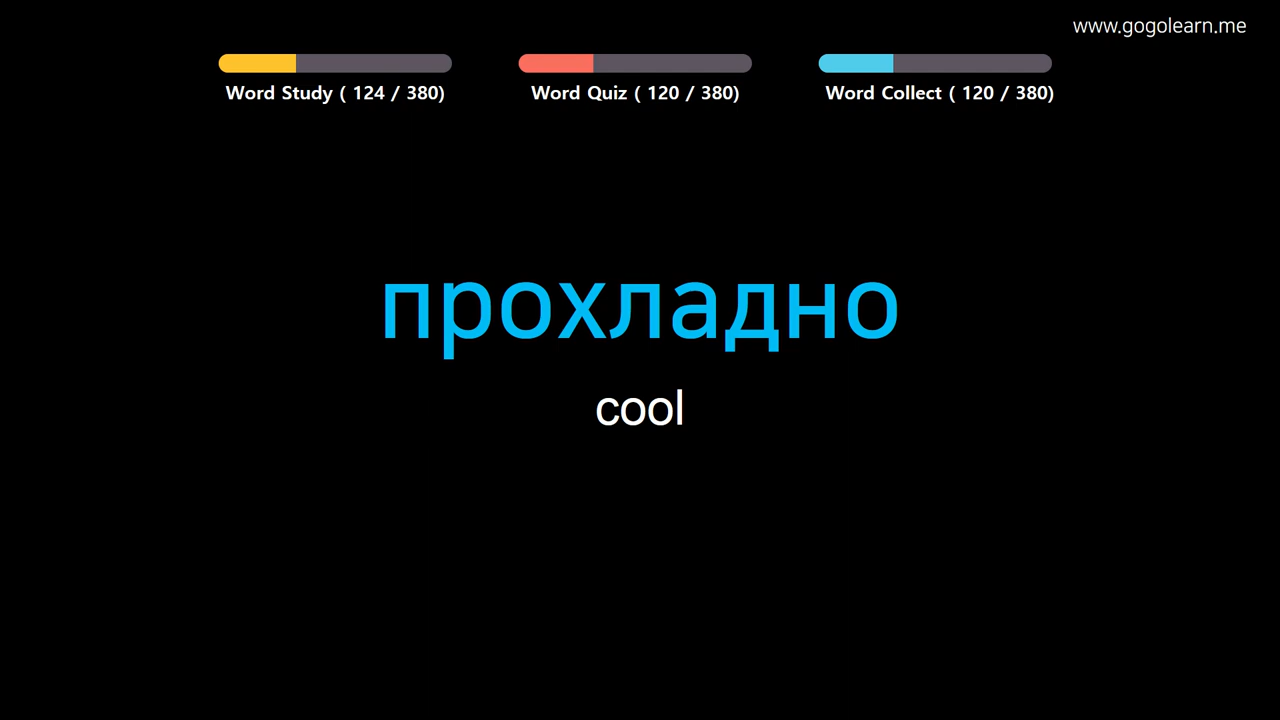 www.gogolearn.me
Word Study ( 124 / 380)
Word Quiz ( 120 / 380)
Word Collect ( 120 / 380)
прохладно
cool